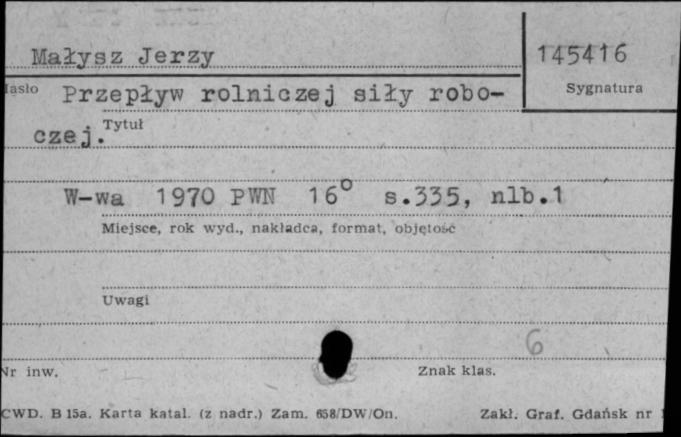 Małysz Jerzy
145416
Hasło
Sygnatura
Przepływ rolniczej siły robo-
czej.
Tytuł
W-wa 1970 PWN 16° s.335, nlb.1
Miejsce, rok wyd., nakładca, format, objętość
Uwagi
6
Nr inw.
Znak klas.
CWD. B 15a. Karta katal. (z nadr.) Zam. 658/DW/On.
Zakł. Graf. Gdańsk nr